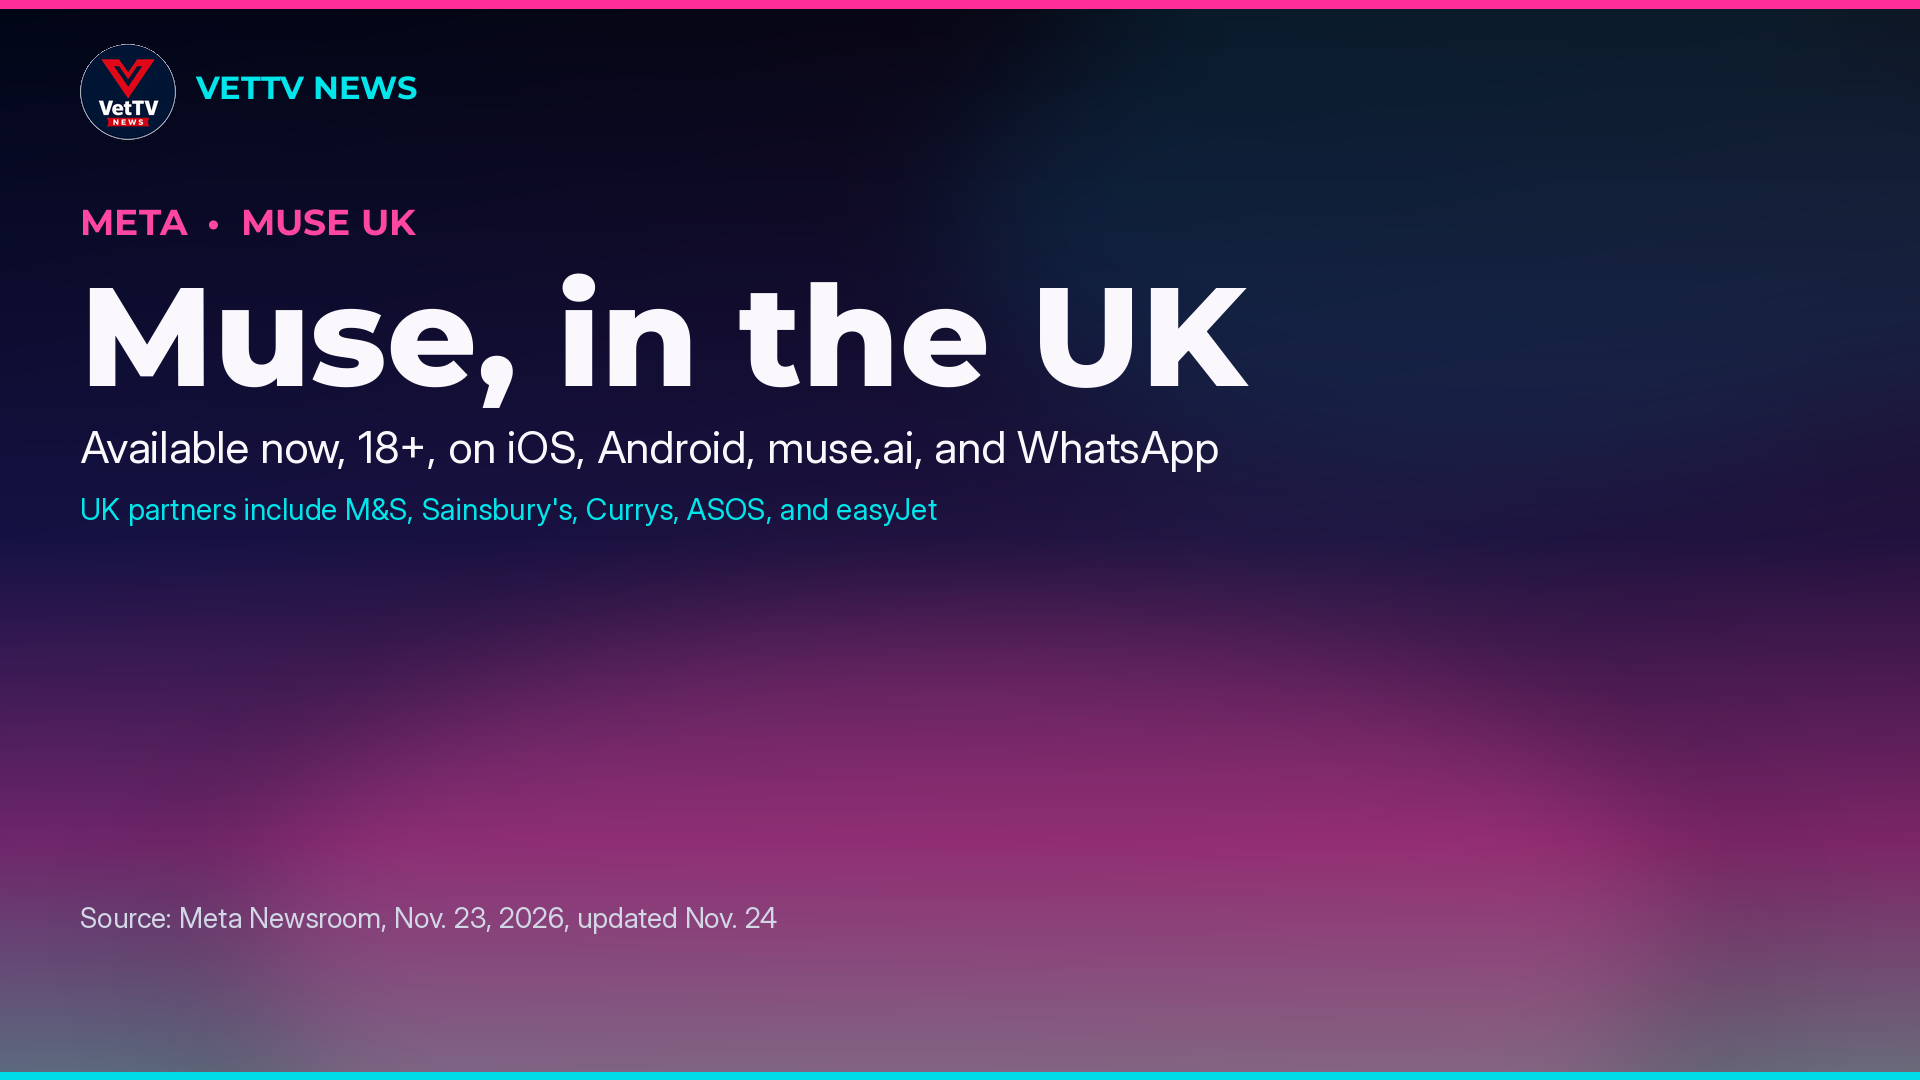 VetTV
NEWS
VETTV NEWS
META • MUSE UK
Muse, in the UK
Available now, 18+, on iOS, Android, muse.ai, and WhatsApp
UK partners include M&S, Sainsbury's, Currys, ASOS, and easyJet
Source: Meta Newsroom, Nov. 23, 2026, updated Nov. 24